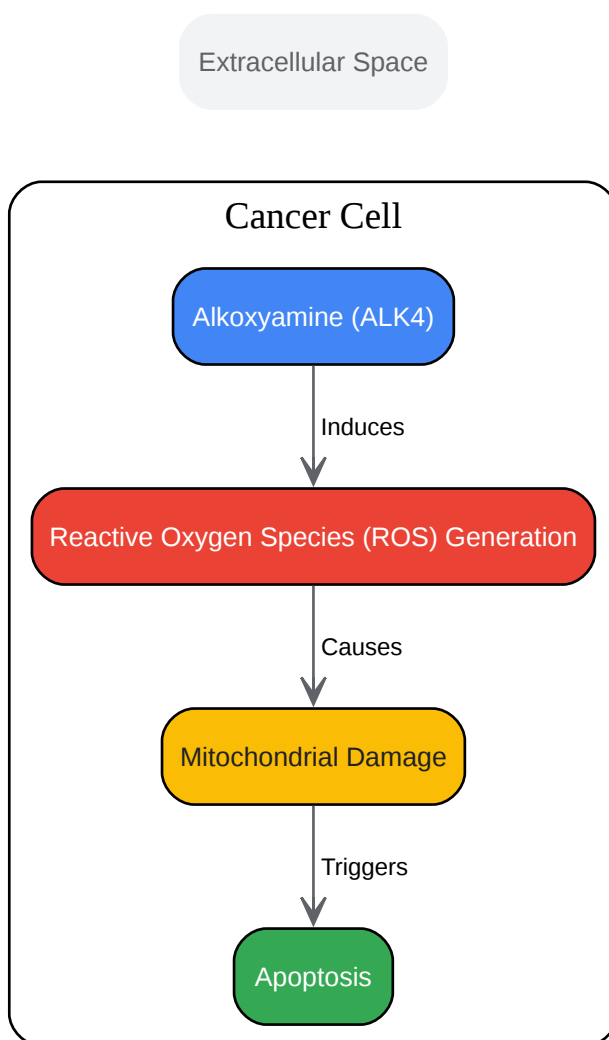 Extracellular Space
Cancer Cell
Alkoxyamine (ALK4)
Induces
Reactive Oxygen Species (ROS) Generation
Causes
Mitochondrial Damage
Triggers
Apoptosis